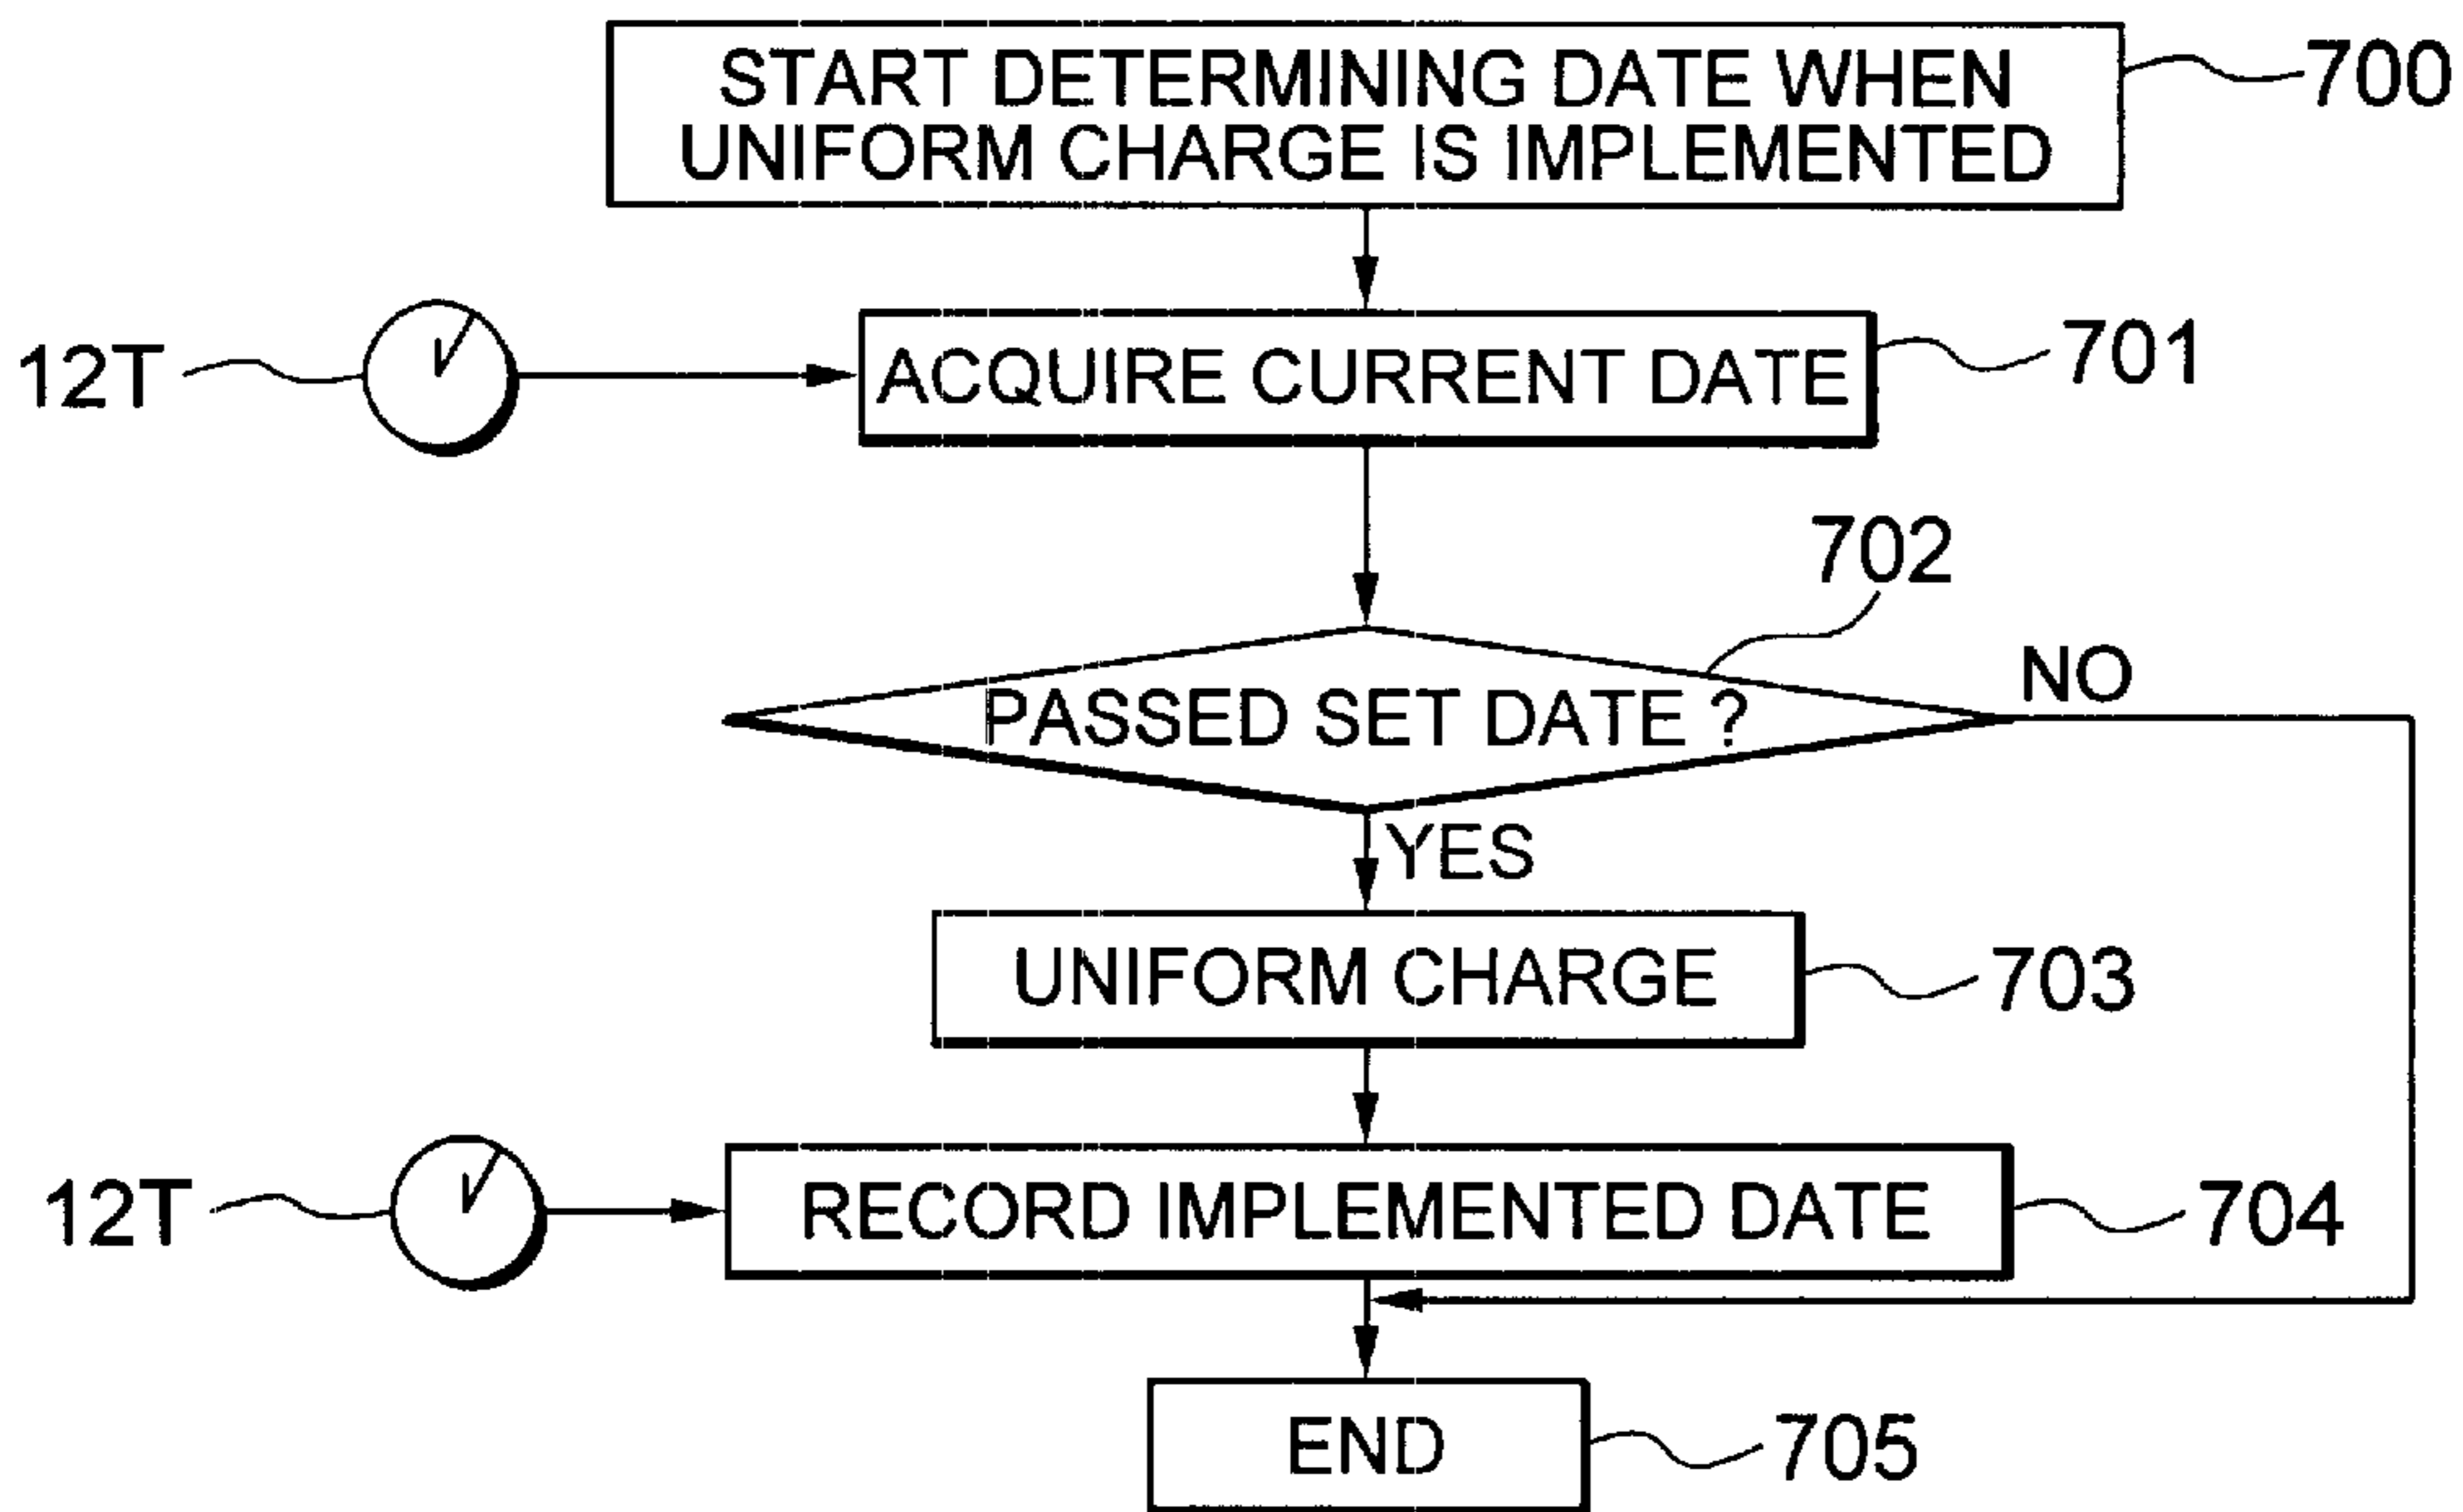 START DETERMINING DATE WHEN
UNIFORM CHARGE IS IMPLEMENTED
700
12T
ACQUIRE CURRENT DATE
701
702
PASSED SET DATE ?
NO
YES
UNIFORM CHARGE
703
12T
RECORD IMPLEMENTED DATE
704
END
705